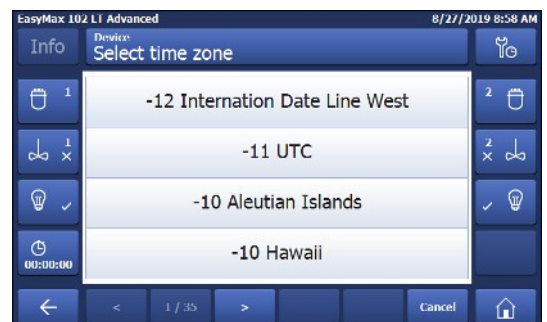 EasyMax 102 LT Advanced 8/27/2019 8:58 AM
Info
Device
Select time zone
1
-12 Internation Date Line West
2
1
-11 UTC
2
-10 Aleutian Islands
00:00:00
-10 Hawaii
< 1 / 35 > Cancel